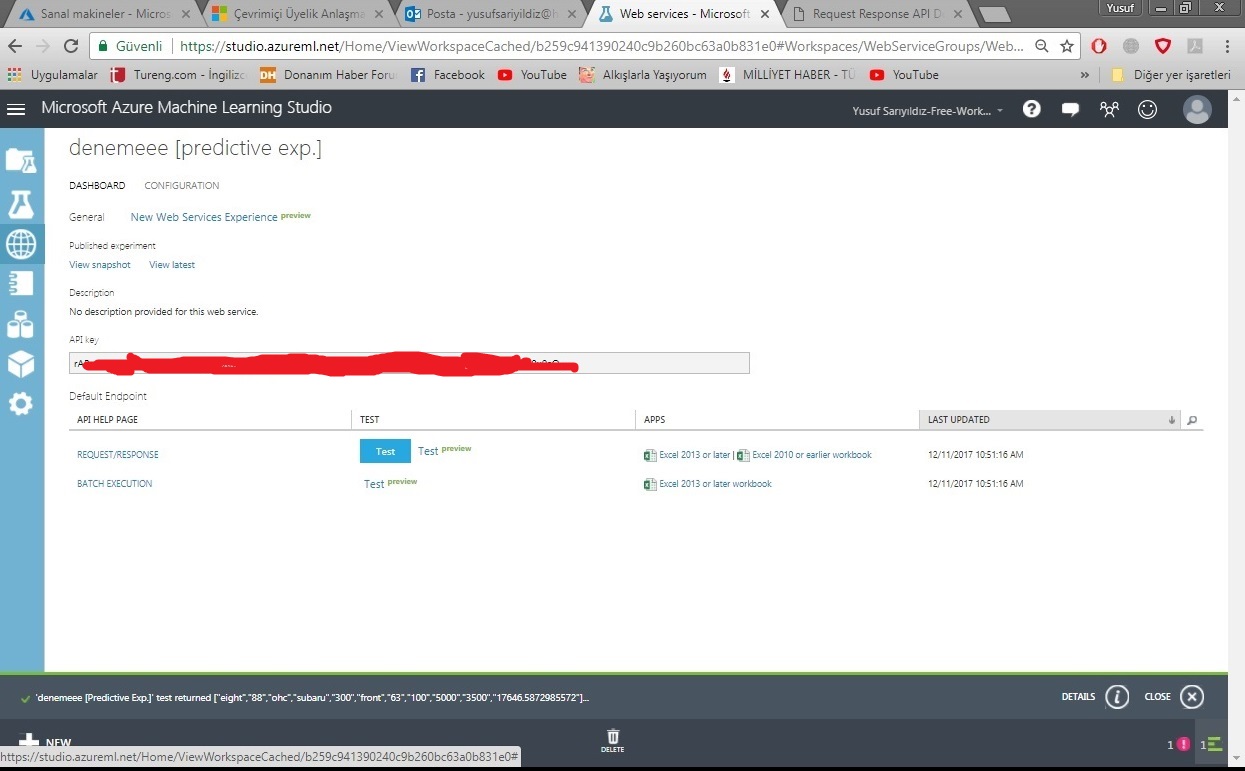 Sanal makineler - Micros
Çevrimiçi Üyelik Anlaşma
Posta - yusufsariyildiz@h
Web services - Microsoft
Request Response API D
Yusuf
Güvenli
https://studio.azureml.net/Home/ViewWorkspaceCached/b259c941390240c9b260bc63a0b831e0#Workspaces/WebServiceGroups/Web...
Uygulamalar
Tureng.com - İngilizc
DH Donanım Haber Foru
Facebook
YouTube
Alkışlarla Yaşıyorum
MİLLİYET HABER - TÜ
YouTube
»
Diğer yer işaretleri
Microsoft Azure Machine Learning Studio
Yusuf Sarıyıldız-Free-Work...
denemeee [predictive exp.]
DASHBOARD CONFIGURATION
General New Web Services Experience preview
Published experiment
View snapshot View latest
Description
No description provided for this web service.
API key
Default Endpoint
API HELP PAGE TEST APPS LAST UPDATED
REQUEST/RESPONSE Test Test preview Excel 2013 or later | Excel 2010 or earlier workbook 12/11/2017 10:51:16 AM
BATCH EXECUTION Test preview Excel 2013 or later workbook 12/11/2017 10:51:16 AM
'denemeee [Predictive Exp.]' test returned ["eight","88","ohc","subaru","300","front","63","100","5000","3500","17646.5872985572"]...
DETAILS CLOSE
NEW
DELETE
1 ! 1
https://studio.azureml.net/Home/ViewWorkspaceCached/b259c941390240c9b260bc63a0b831e0#